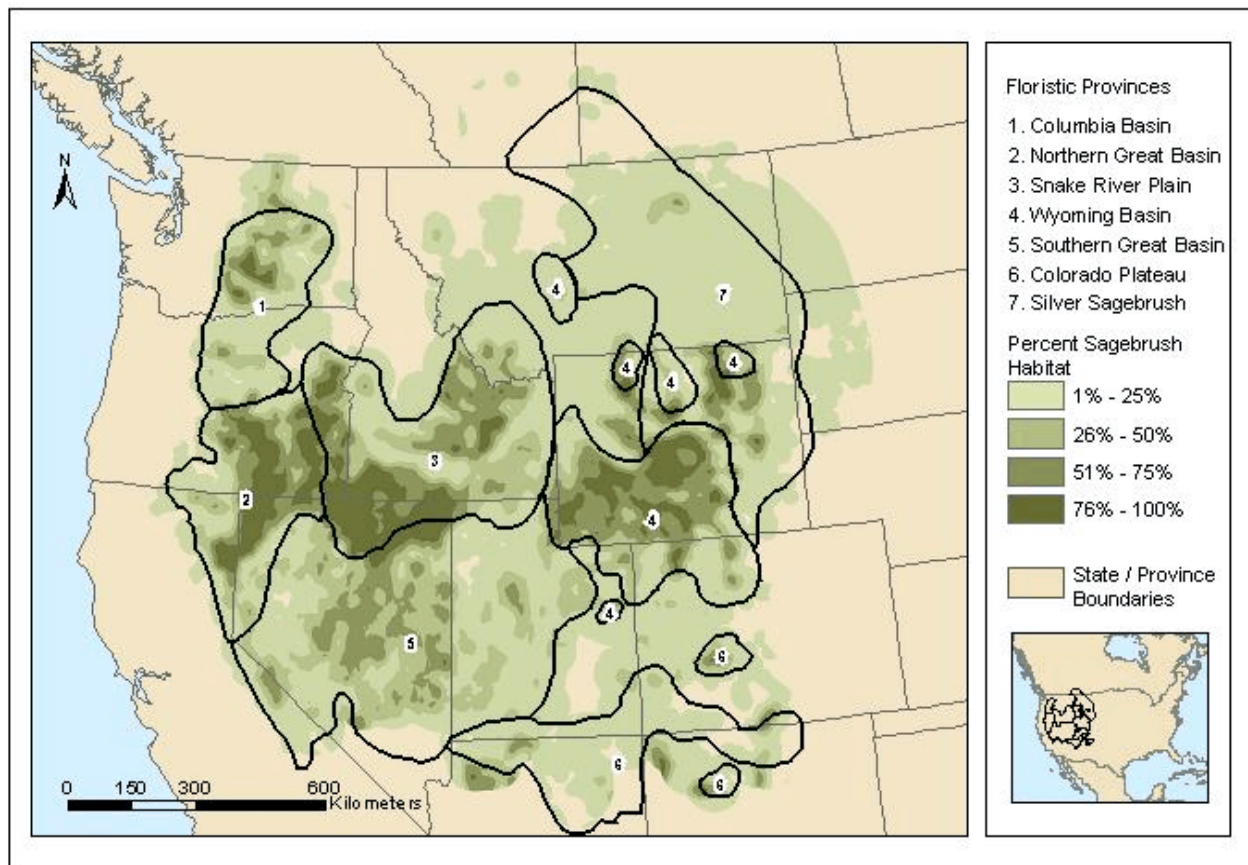 N
1
2
3
4
4
4
4
4
4
5
6
6
6
7
0 150 300 600
Kilometers
Floristic Provinces
1. Columbia Basin
2. Northern Great Basin
3. Snake River Plain
4. Wyoming Basin
5. Southern Great Basin
6. Colorado Plateau
7. Silver Sagebrush
Percent Sagebrush
Habitat
1% - 25%
26% - 50%
51% - 75%
76% - 100%
State / Province
Boundaries